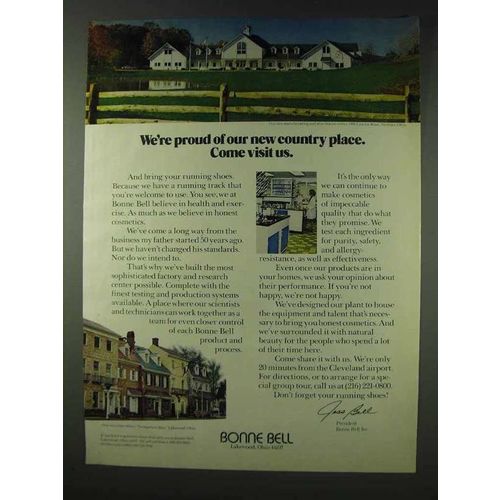 We're proud of our new country place.
Come visit us.
And bring your running shoes.
Because we have a running track that
you're welcome to use. You see, we at
Bonne Bell believe in health and exer-
cise. As much as we believe in honest
cosmetics.
We've come a long way from the
business my father started 50 years ago.
But we haven't changed his standards.
Nor do we intend to.
That's why we've built the most
sophisticated factory and research
center possible. Complete with the
finest testing and production systems
available. A place where our scientists
and technicians can work together as a
team for even closer control
of each Bonne Bell
product and
process.
It's the only way
we can continue to
make cosmetics
of impeccable
quality that do what
they promise. We
test each ingredient
for purity, safety,
and allergy-
resistance, as well as effectiveness.
Even once our products are in
your homes, we ask your opinion about
their performance. If you're not
happy, we're not happy.
We've designed our plant to house
the equipment and talent that's neces-
sary to bring you honest cosmetics. And
we've surrounded it with natural
beauty for the people who spend a lot
of their time here.
Come share it with us. We're only
20 minutes from the Cleveland airport.
For directions, or to arrange for a spe-
cial group tour, call us at (216) 221-0800.
Don't forget your running shoes!
Jess Bell
President
Bonne Bell Inc.
BONNE BELL
Lakewood, Ohio 44107